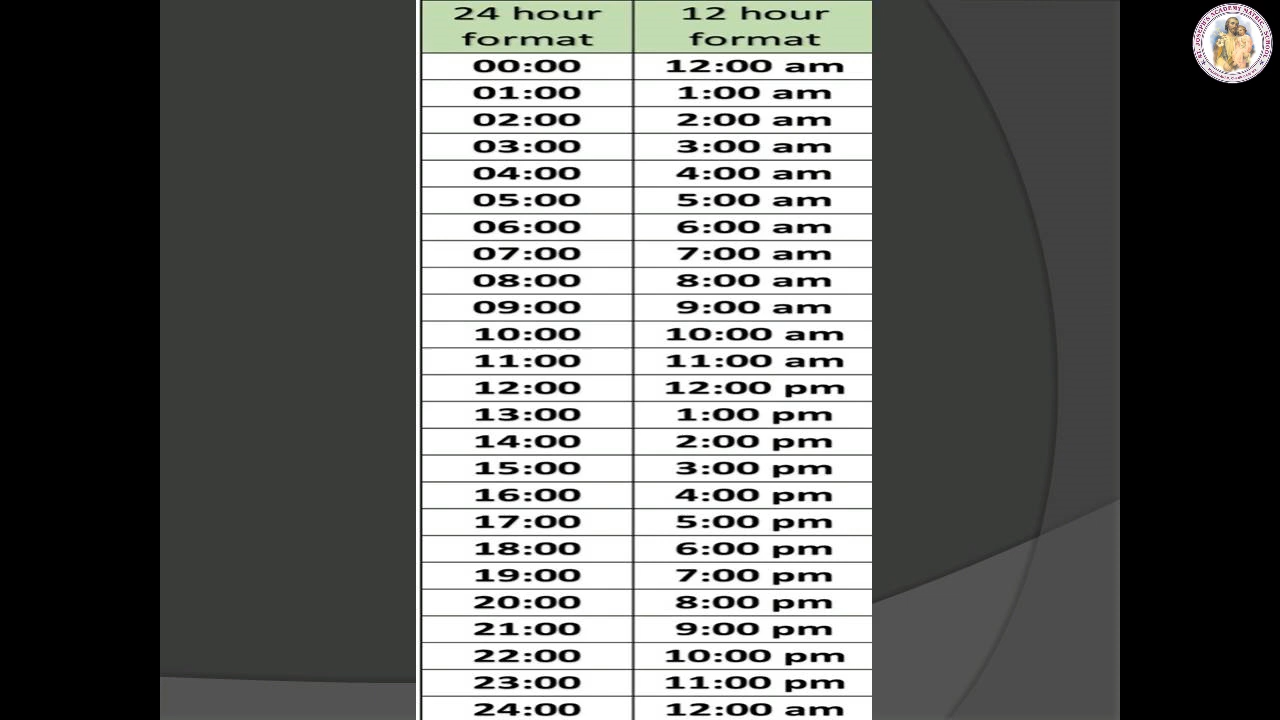 24 hour format 12 hour format
00:00 12:00 am
01:00 1:00 am
02:00 2:00 am
03:00 3:00 am
04:00 4:00 am
05:00 5:00 am
06:00 6:00 am
07:00 7:00 am
08:00 8:00 am
09:00 9:00 am
10:00 10:00 am
11:00 11:00 am
12:00 12:00 pm
13:00 1:00 pm
14:00 2:00 pm
15:00 3:00 pm
16:00 4:00 pm
17:00 5:00 pm
18:00 6:00 pm
19:00 7:00 pm
20:00 8:00 pm
21:00 9:00 pm
22:00 10:00 pm
23:00 11:00 pm
24:00 12:00 am